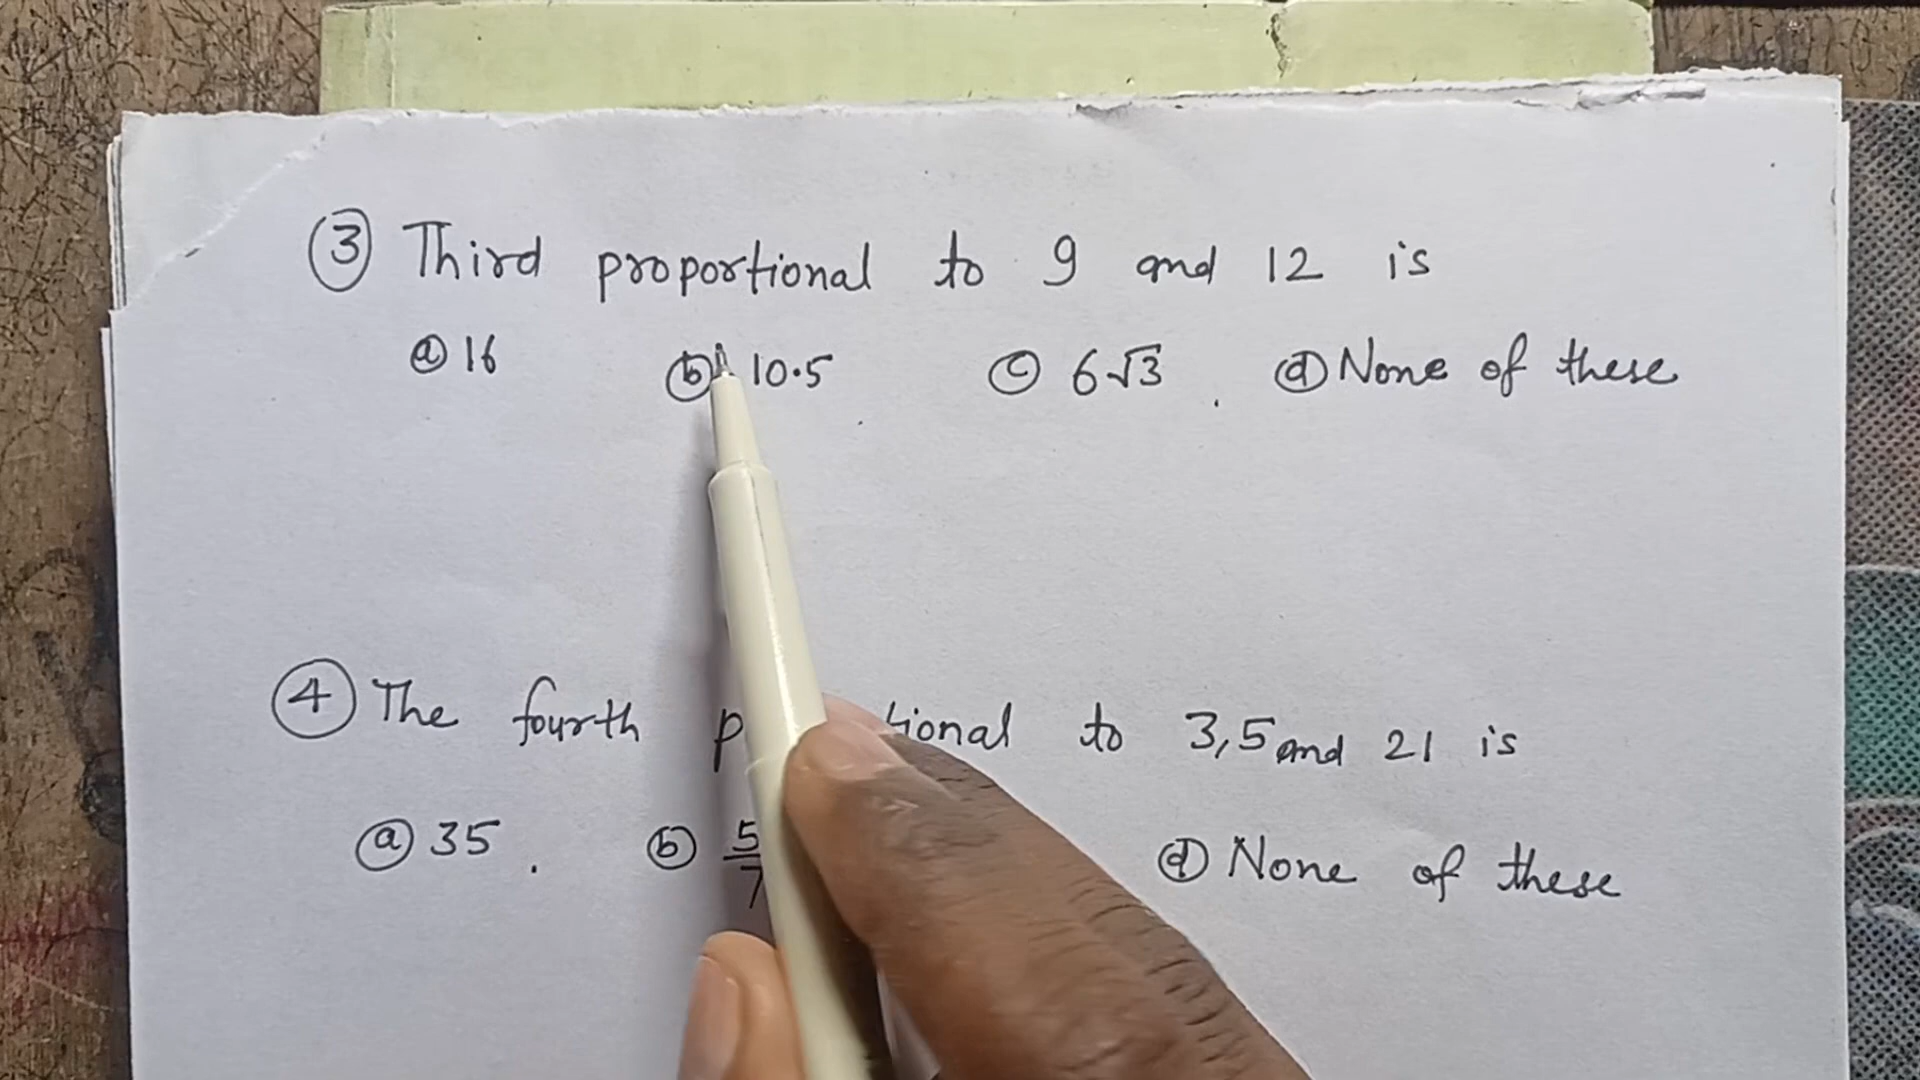 ③ Third proportional to 9 and 12 is
ⓐ 16 ⓑ 10.5 ⓒ 6√3 ⓓ None of these
④ The fourth to 3,5 and 21 is
ⓐ 35 ⓑ ⓓ None of these